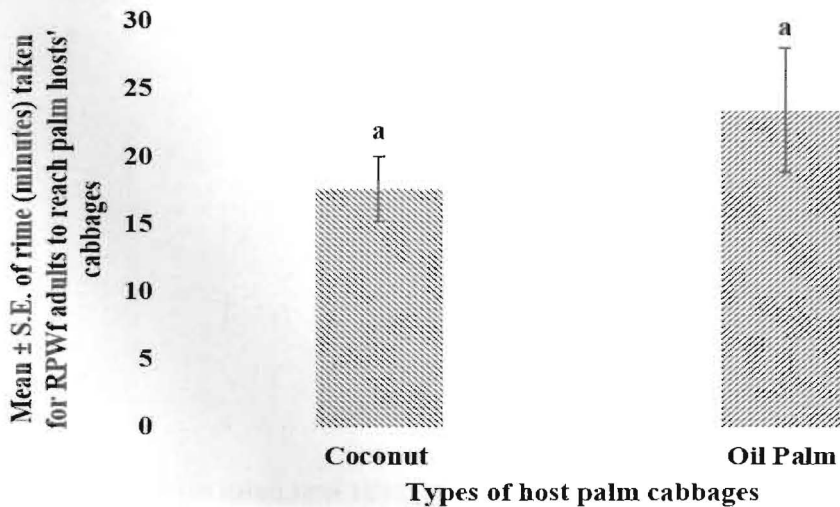 Mean ± S.E. of rime (minutes) taken
for RPWf adults to reach palm hosts'
cabbages
30
25
20
15
10
5
0
a
a
Coconut
Oil Palm
Types of host palm cabbages